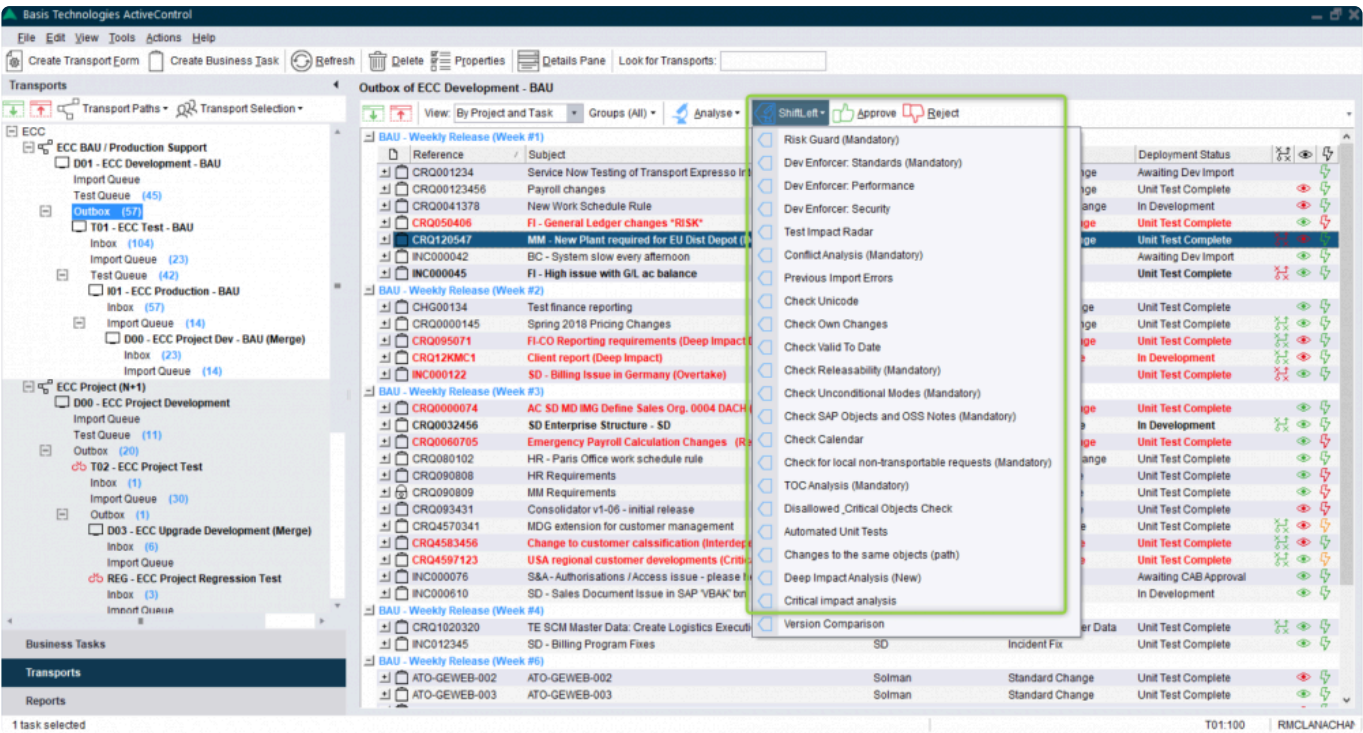 Basis Technologies ActiveControl
File Edit View Tools Actions Help
Create Transport Form Create Business Task Refresh Delete Properties Details Pane Look for Transports:
Transports
Outbox of ECC Development - BAU
Transport Paths Transport Selection
View: By Project and Task Groups (All) Analyse ShiftLeft Approve Reject
ECC
ECC BAU / Production Support
D01 - ECC Development - BAU
Import Queue
Test Queue (45)
Outbox (57)
T01 - ECC Test - BAU
Inbox (104)
Import Queue (23)
Test Queue (42)
I01 - ECC Production - BAU
Inbox (57)
Import Queue (14)
D00 - ECC Project Dev - BAU (Merge)
Inbox (23)
Import Queue (14)
ECC Project (N+1)
D00 - ECC Project Development
Import Queue
Test Queue (11)
Outbox (20)
T02 - ECC Project Test
Inbox (1)
Import Queue (30)
Outbox (1)
D03 - ECC Upgrade Development (Merge)
Inbox (6)
Import Queue
REG - ECC Project Regression Test
Inbox (3)
Import Queue
Business Tasks
Transports
Reports
BAU - Weekly Release (Week #1)
Reference Subject Deployment Status
CRQ001234 Service Now Testing of Transport Expresso Int nge Awaiting Dev Import
CRQ00123456 Payroll changes nge Unit Test Complete
CRQ0041378 New Work Schedule Rule ange In Development
CRQ050406 FI - General Ledger changes *RISK* ge Unit Test Complete
CRQ120547 MM - New Plant required for EU Dist Depot ge Unit Test Complete
INC000042 BC - System slow every afternoon Awaiting Dev Import
INC000045 FI - High issue with G/L ac balance Unit Test Complete
BAU - Weekly Release (Week #2)
CHG00134 Test finance reporting ge Unit Test Complete
CRQ0000145 Spring 2018 Pricing Changes nge Unit Test Complete
CRQ095071 FI-CO Reporting requirements (Deep Impact Unit Test Complete
CRQ12KMC1 Client report (Deep Impact) In Development
INC000122 SD - Billing Issue in Germany (Overtake) Unit Test Complete
BAU - Weekly Release (Week #3)
CRQ0000074 AC SD MD IMG Define Sales Org. 0004 DACH ge Unit Test Complete
CRQ0032456 SD Enterprise Structure - SD In Development
CRQ0060705 Emergency Payroll Calculation Changes (Re ge Unit Test Complete
CRQ080102 HR - Paris Office work schedule rule ange Unit Test Complete
CRQ090808 HR Requirements Unit Test Complete
CRQ090809 MM Requirements Unit Test Complete
CRQ093431 Consolidator v1-06 - initial release Unit Test Complete
CRQ4570341 MDG extension for customer management Unit Test Complete
CRQ4583456 Change to customer calssification (Interdepe Unit Test Complete
CRQ4597123 USA regional customer developments (Critic Unit Test Complete
INC000076 S&A - Authorisations / Access issue - please Awaiting CAB Approval
INC000610 SD - Sales Document Issue in SAP 'VBAK' txn In Development
BAU - Weekly Release (Week #4)
CRQ1020320 TE SCM Master Data: Create Logistics Executi er Data Unit Test Complete
INC012345 SD - Billing Program Fixes SD Incident Fix Unit Test Complete
BAU - Weekly Release (Week #6)
ATO-GEWEB-002 ATO-GEWEB-002 Solman Standard Change Unit Test Complete
ATO-GEWEB-003 ATO-GEWEB-003 Solman Standard Change Unit Test Complete
Risk Guard (Mandatory)
Dev Enforcer: Standards (Mandatory)
Dev Enforcer: Performance
Dev Enforcer: Security
Test Impact Radar
Conflict Analysis (Mandatory)
Previous Import Errors
Check Unicode
Check Own Changes
Check Valid To Date
Check Releasability (Mandatory)
Check Unconditional Modes (Mandatory)
Check SAP Objects and OSS Notes (Mandatory)
Check Calendar
Check for local non-transportable requests (Mandatory)
TOC Analysis (Mandatory)
Disallowed_Critical Objects Check
Automated Unit Tests
Changes to the same objects (path)
Deep Impact Analysis (New)
Critical impact analysis
Version Comparison
1 task selected
T01:100 RMCLANACHAN